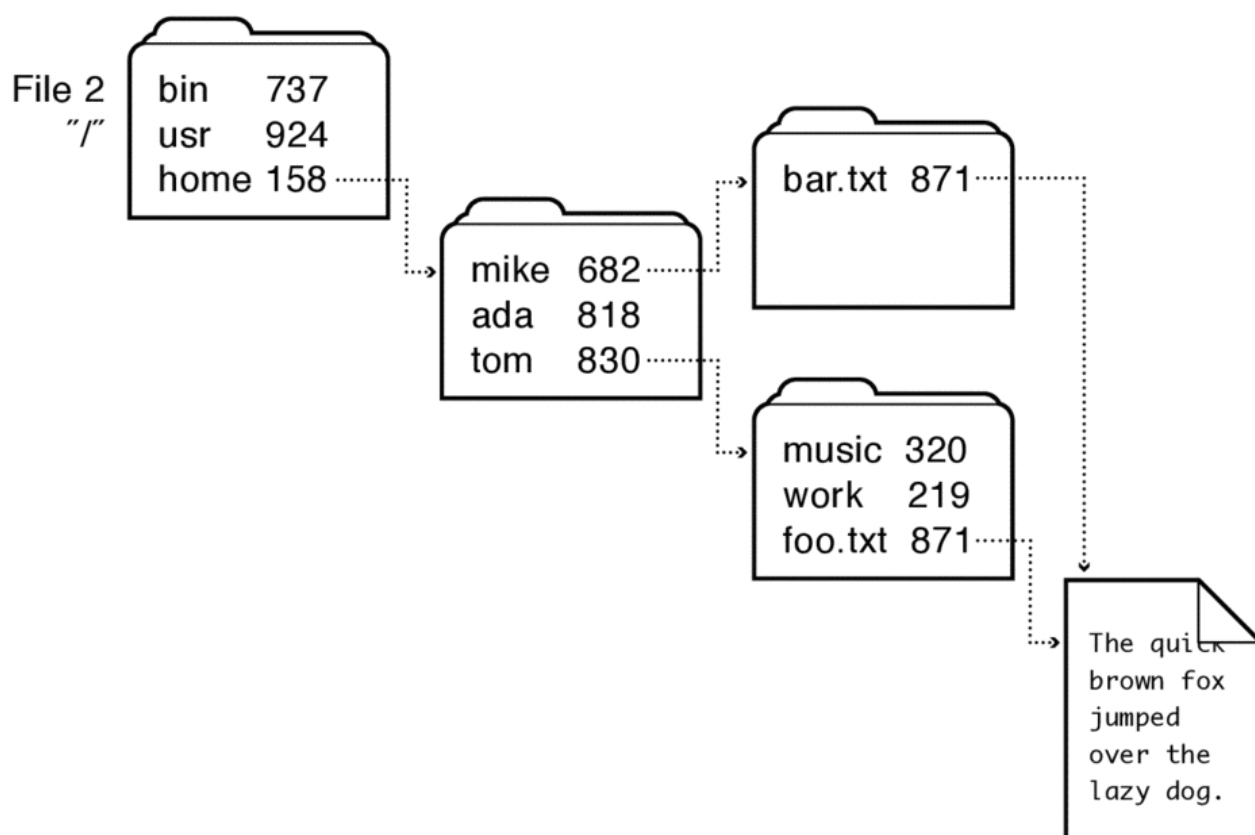 File 2
"/"
bin 737
usr 924
home 158
mike 682
ada 818
tom 830
bar.txt 871
music 320
work 219
foo.txt 871
The quick
brown fox
jumped
over the
lazy dog.